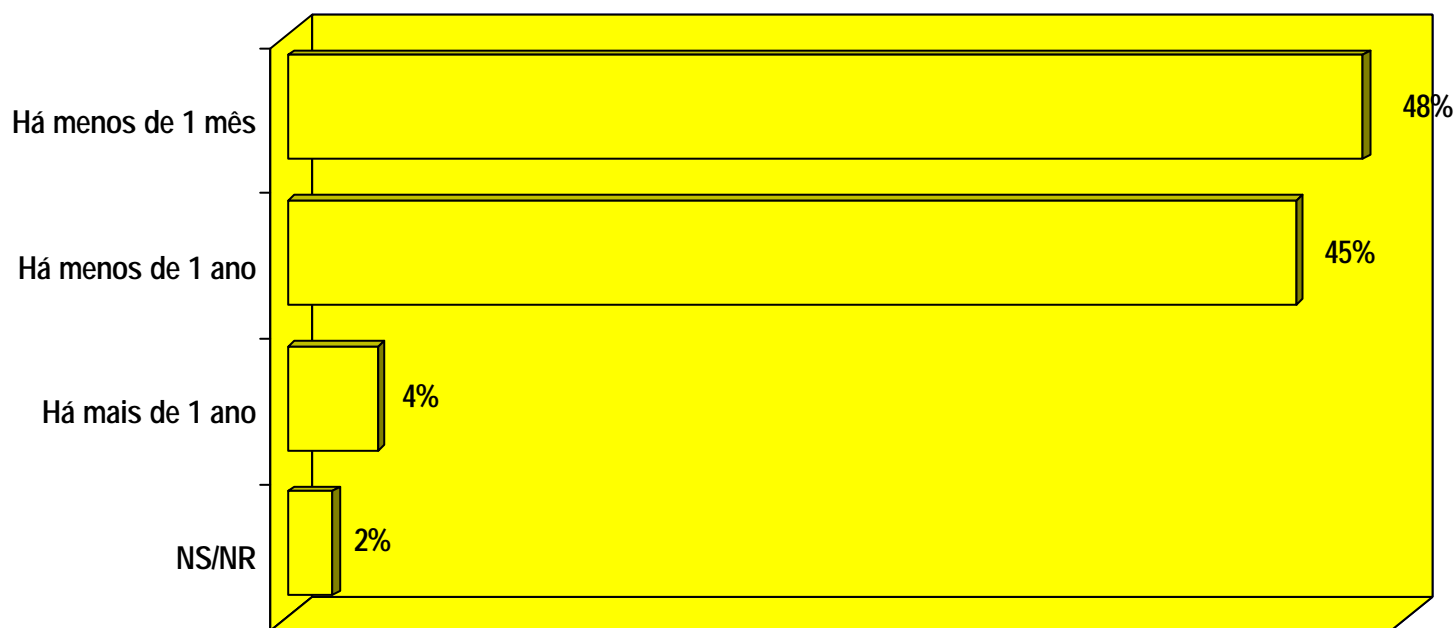 Há menos de 1 mês 48%
Há menos de 1 ano 45%
Há mais de 1 ano 4%
NS/NR 2%